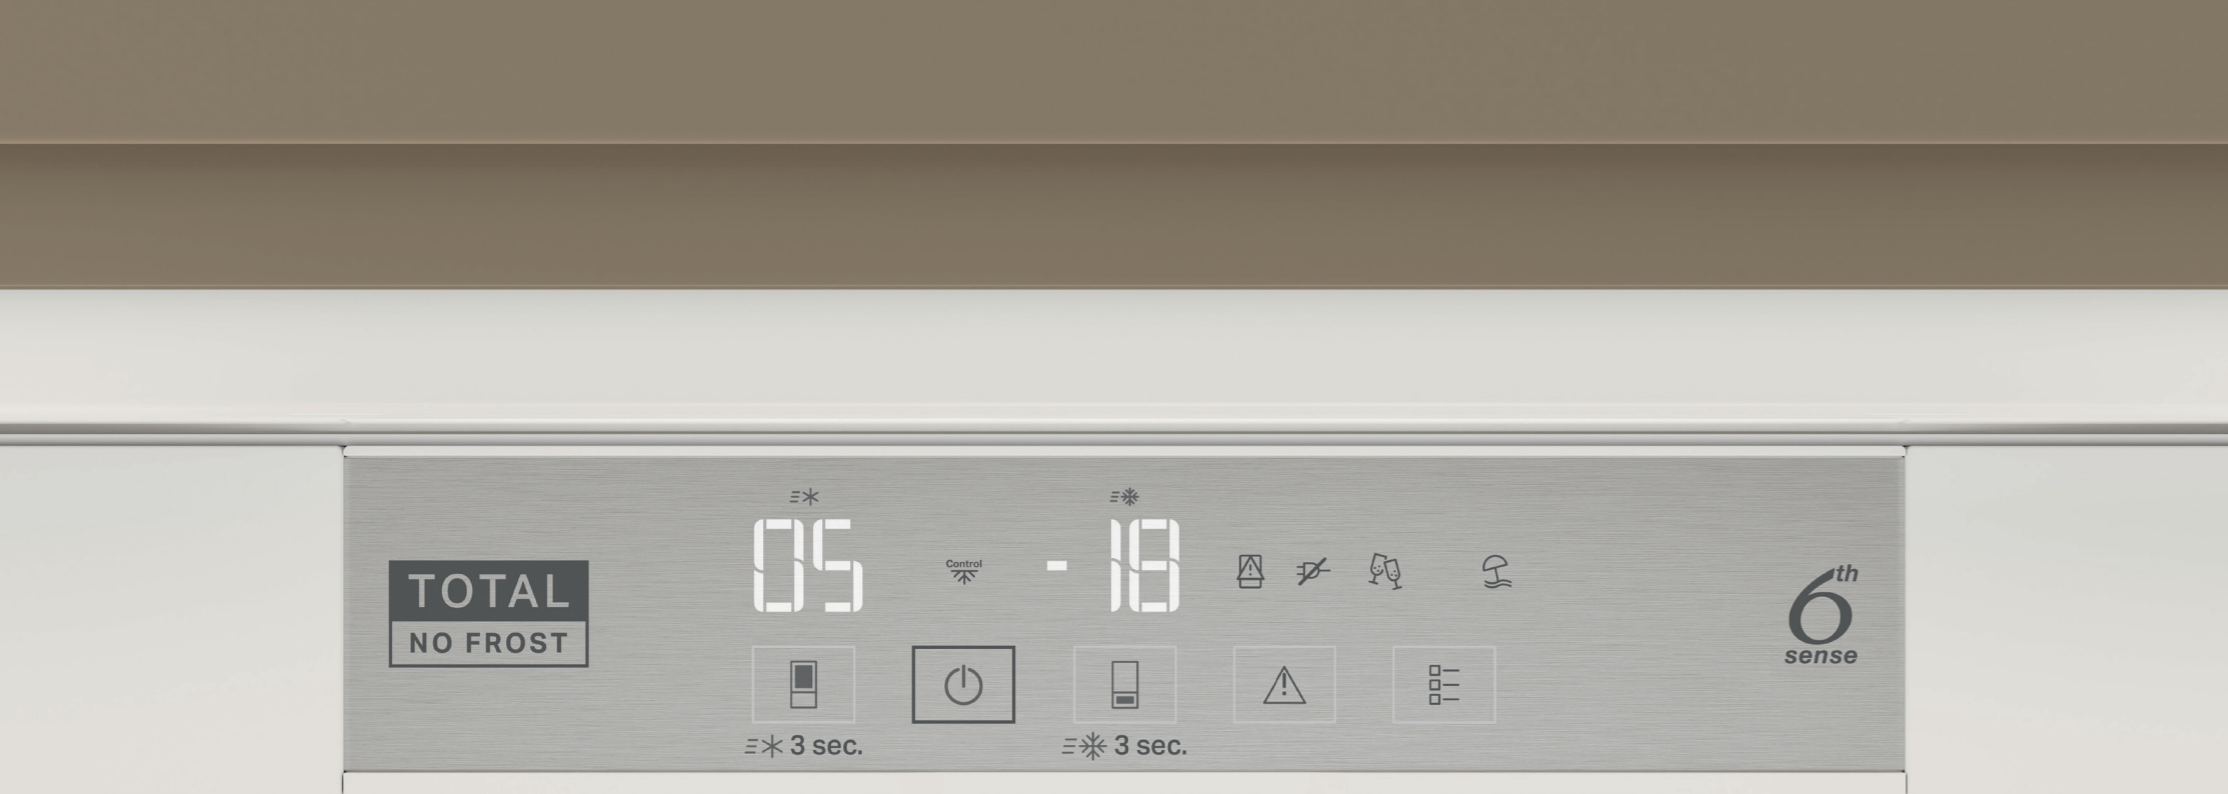 TOTAL
NO FROST
05
Control
-18
3 sec.
3 sec.
6th
sense